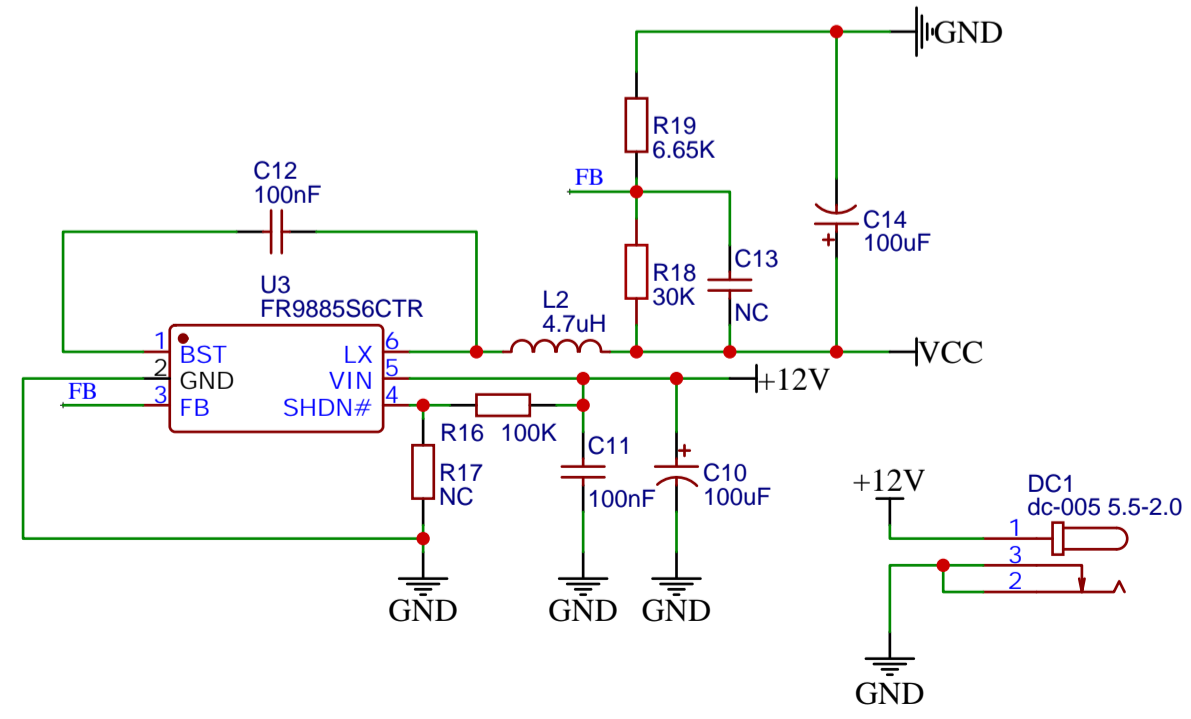 GND
R19
6.65K
FB
C12
100nF
C14
100uF
R18
30K
C13
NC
U3
FR9885S6CTR
L2
4.7uH
1
BST
LX
6
VCC
2
GND
VIN
5
+12V
FB
3
FB
SHDN#
4
R16
100K
R17
NC
C11
100nF
C10
100uF
+12V
DC1
dc-005 5.5-2.0
1
3
2
GND
GND
GND
GND